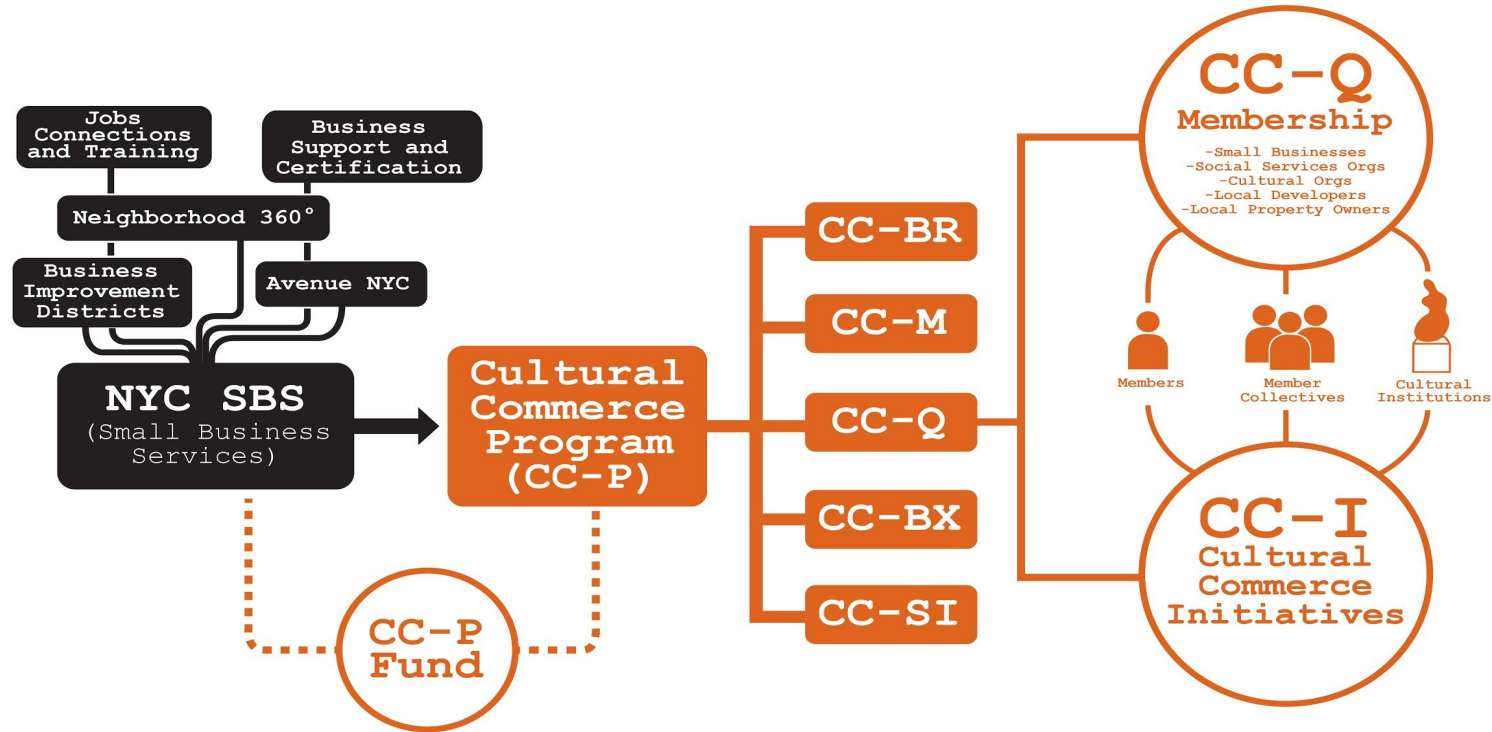 Jobs
Connections
and Training
Business
Support and
Certification
Neighborhood 360°
Business
Improvement
Districts
Avenue NYC
NYC SBS
(Small Business
Services)
Cultural
Commerce
Program
(CC-P)
CC-P
Fund
CC-BR
CC-M
CC-Q
CC-BX
CC-SI
CC-Q
Membership
-Small Businesses
-Social Services Orgs
-Cultural Orgs
-Local Developers
-Local Property Owners
Members
Member
Collectives
Cultural
Institutions
CC-I
Cultural
Commerce
Initiatives